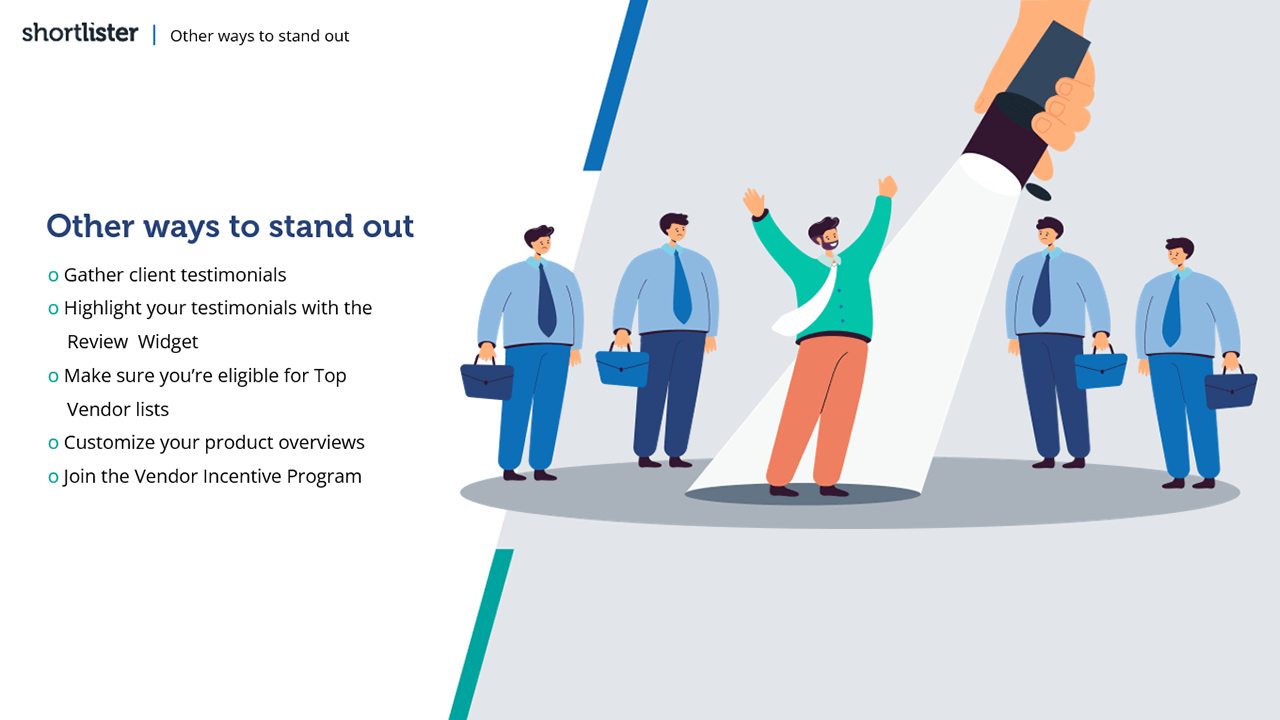 shortlister | Other ways to stand out
Other ways to stand out
o Gather client testimonials
o Highlight your testimonials with the
Review Widget
o Make sure you’re eligible for Top
Vendor lists
o Customize your product overviews
o Join the Vendor Incentive Program